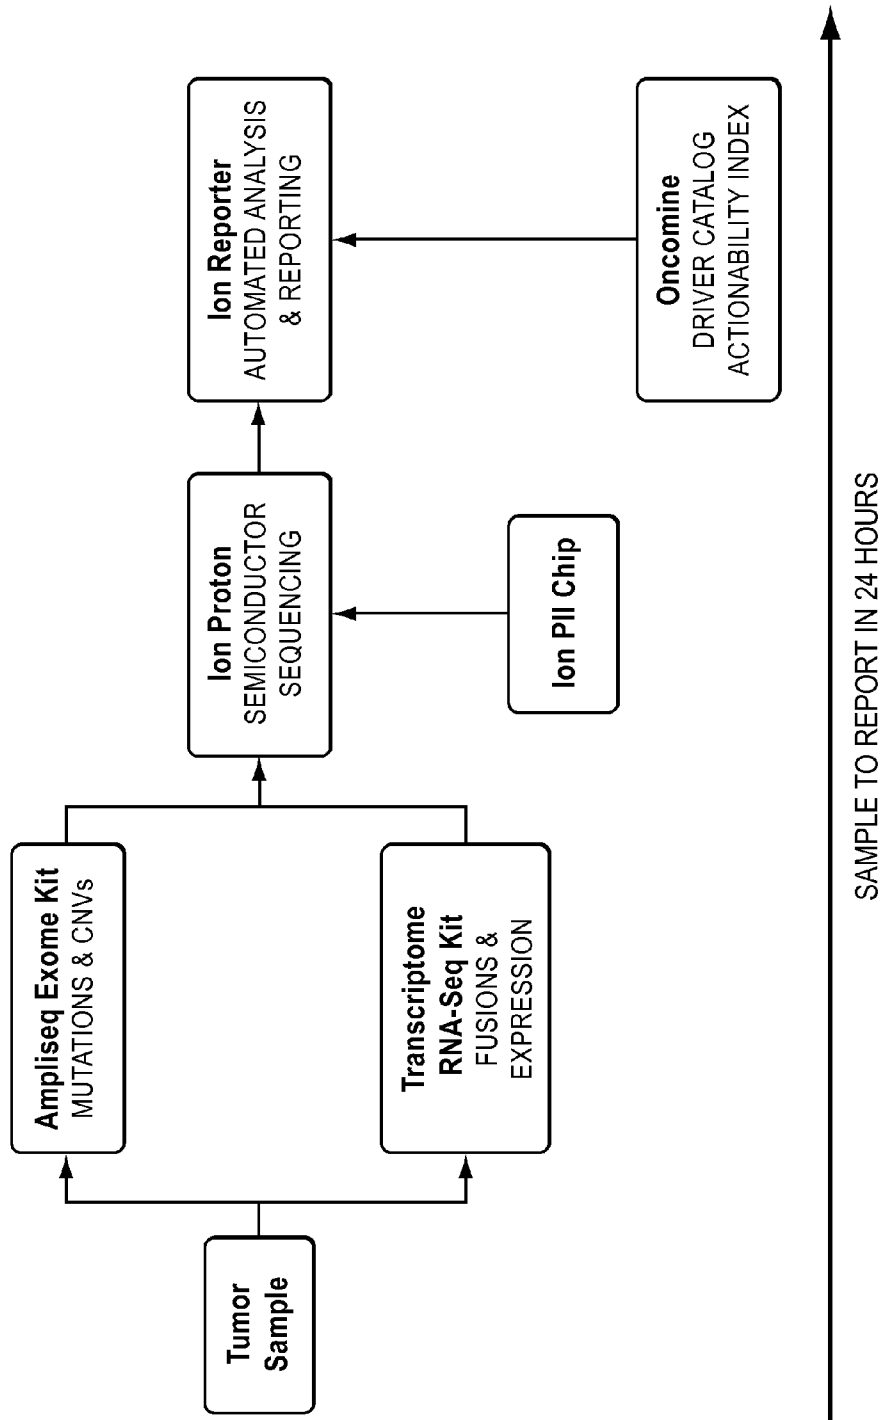 Tumor
Sample
Ampliseq Exome Kit
MUTATIONS & CNVs
Transcriptome
RNA-Seq Kit
FUSIONS &
EXPRESSION
Ion Proton
SEMICONDUCTOR
SEQUENCING
Ion PII Chip
Ion Reporter
AUTOMATED ANALYSIS
& REPORTING
Oncomine
DRIVER CATALOG
ACTIONABILITY INDEX
SAMPLE TO REPORT IN 24 HOURS